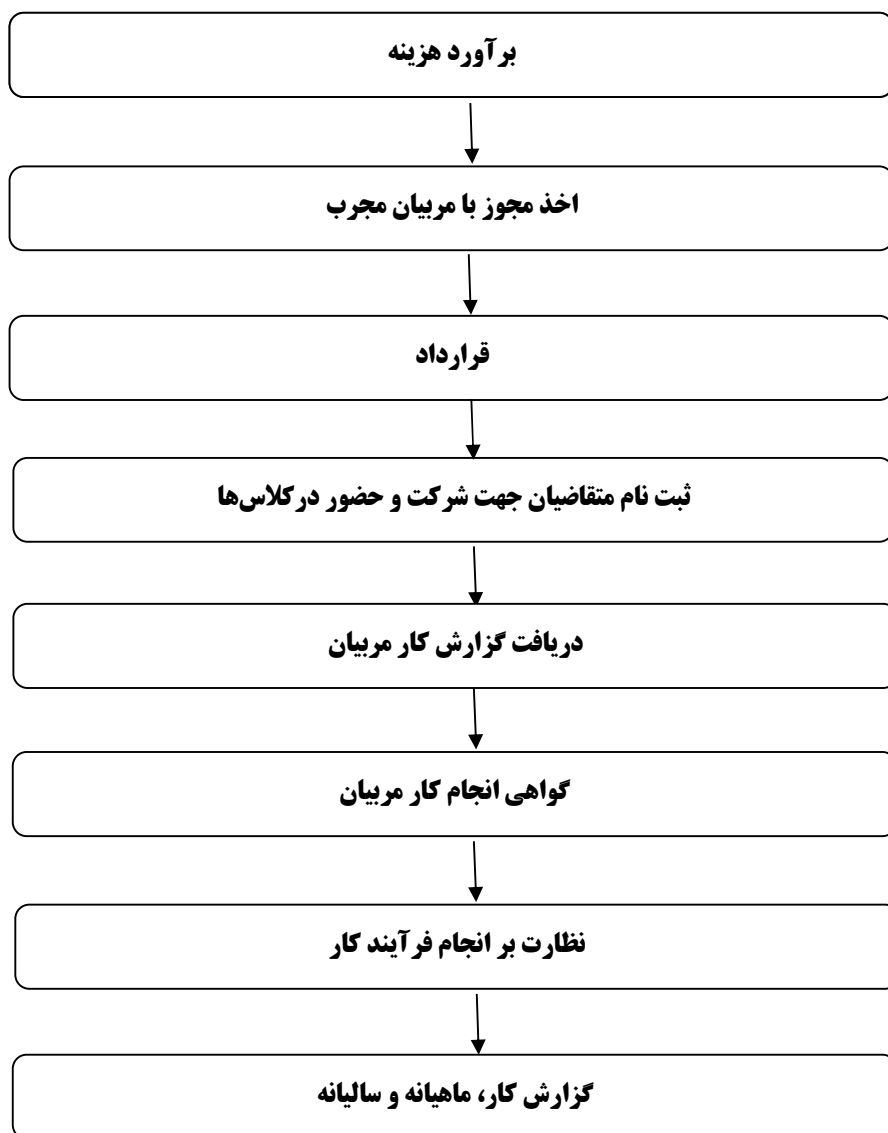 برآورد هزینه
اخذ مجوز با مربیان مجرب
قرارداد
ثبت نام متقاضیان جهت شرکت و حضور درکلاس‌ها
دریافت گزارش کار مربیان
گواهی انجام کار مربیان
نظارت بر انجام فرآیند کار
گزارش کار، ماهیانه و سالیانه